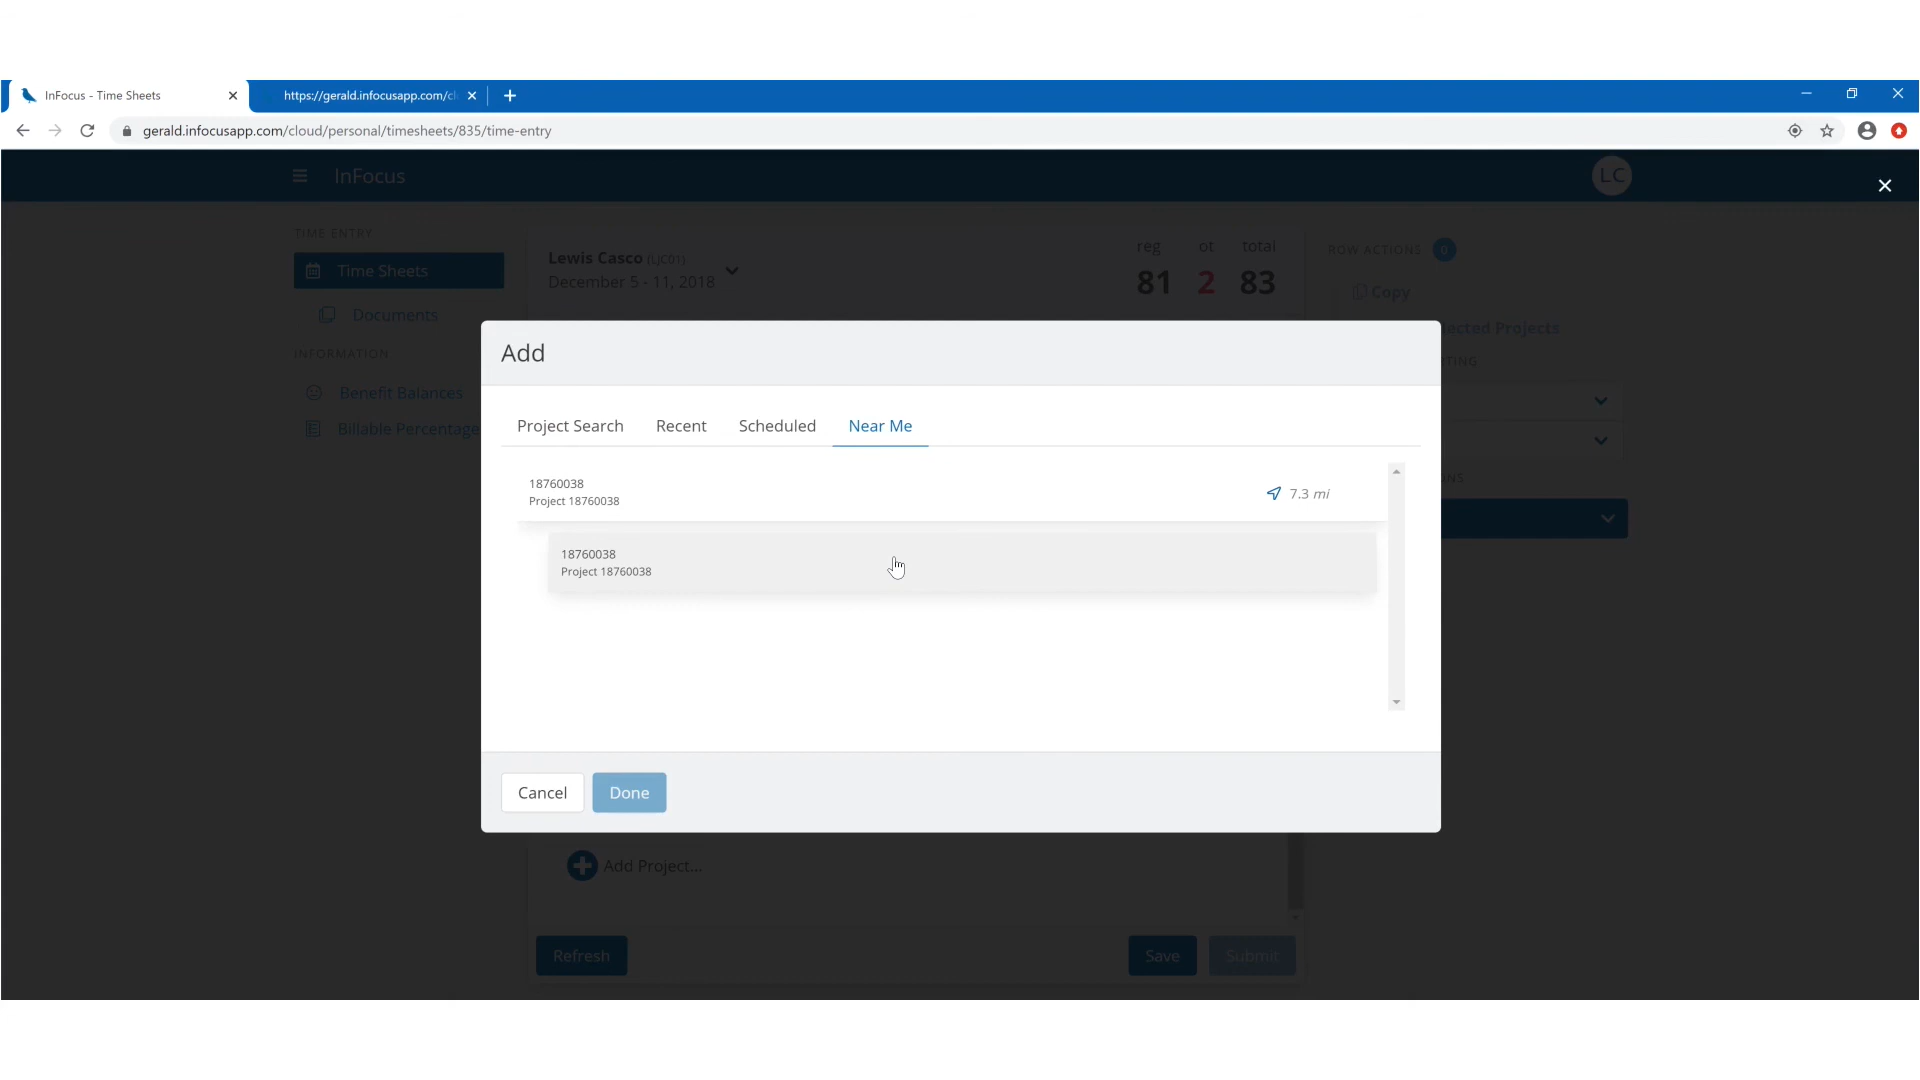 InFocus - Time Sheets
https://gerald.infocusapp.com/cl
gerald.infocusapp.com/cloud/personal/timesheets/835/time-entry
InFocus
LC
TIME ENTRY
Time Sheets
Documents
INFORMATION
Benefit Balances
Billable Percentage
Lewis Casco (LJC01)
December 5 - 11, 2018
reg ot total
81 2 83
ROW ACTIONS 0
Copy
lected Projects
Add
Project Search Recent Scheduled Near Me
18760038
Project 18760038
7.3 mi
18760038
Project 18760038
Cancel Done
Add Project...
Refresh Save Submit